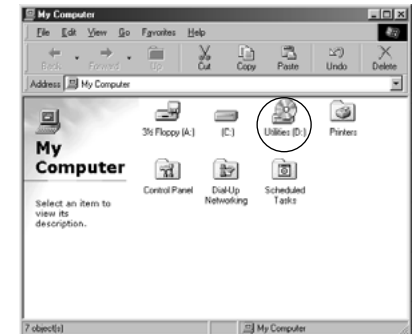 My Computer
File Edit View Go Favorites Help
Back Forward Up Cut Copy Paste Undo Delete
Address My Computer
3½ Floppy (A:) (C:) Utilities (D:) Printers
My
Computer
Control Panel Dial-Up
Networking Scheduled
Tasks
Select an item to
view its
description.
7 object(s) My Computer